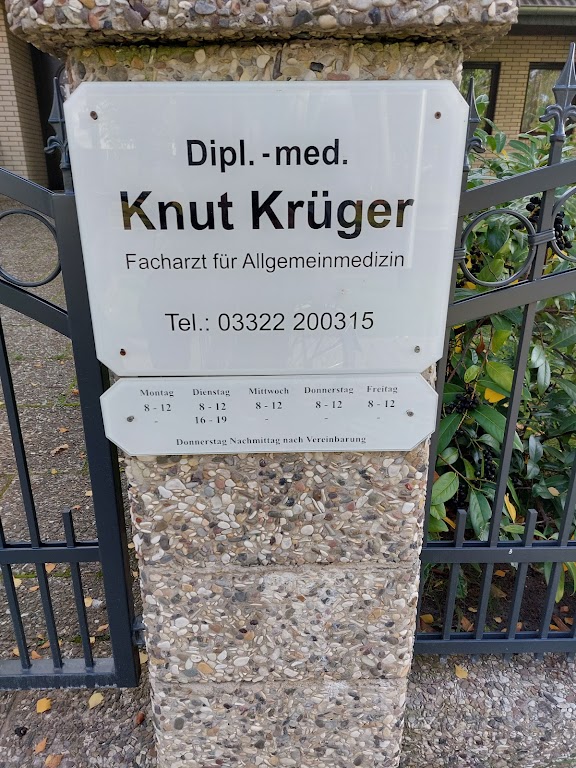 Dipl. - med.
Knut Krüger
Facharzt für Allgemeinmedizin
Tel.: 03322 200315
Montag Dienstag Mittwoch Donnerstag Freitag
8 - 12 8 - 12 8 - 12 8 - 12 8 - 12
- 16 - 19 - - -
Donnerstag Nachmittag nach Vereinbarung